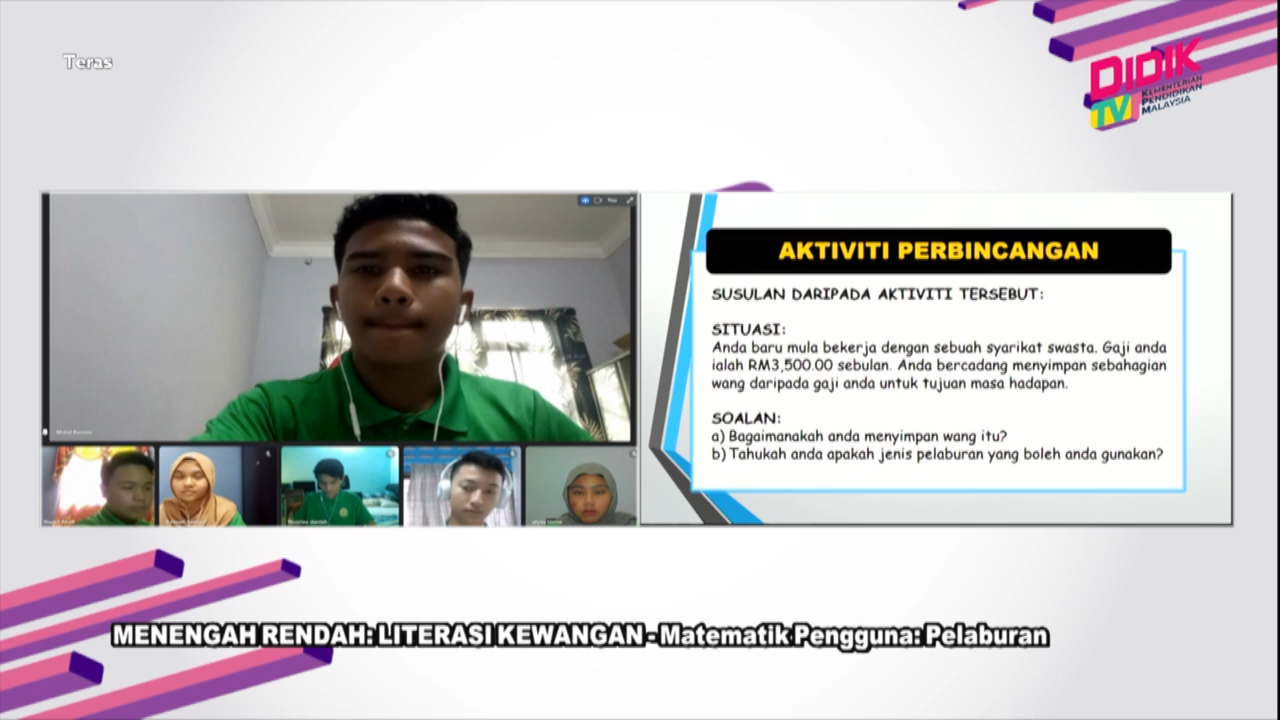 Teras
DIDIK
TV
KEMENTERIAN
PENDIDIKAN
MALAYSIA
AKTIVITI PERBINCANGAN
SUSULAN DARIPADA AKTIVITI TERSEBUT:
SITUASI:
Anda baru mula bekerja dengan sebuah syarikat swasta. Gaji anda
ialah RM3,500.00 sebulan. Anda bercadang menyimpan sebahagian
wang daripada gaji anda untuk tujuan masa hadapan.
SOALAN:
a) Bagaimanakah anda menyimpan wang itu?
b) Tahukah anda apakah jenis pelaburan yang boleh anda gunakan?
MENENGAH RENDAH: LITERASI KEWANGAN - Matematik Pengguna: Pelaburan